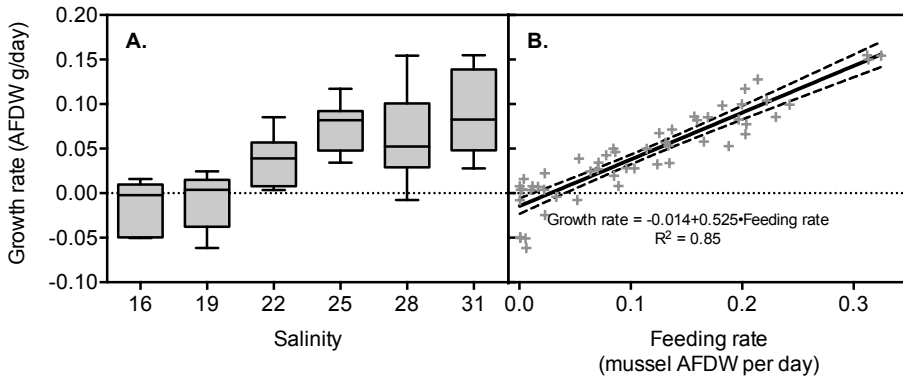 Growth rate (AFDW g/day)
0.20
0.15
0.10
0.05
0.00
-0.05
-0.10
A.
16 19 22 25 28 31
Salinity
B.
Growth rate = -0.014+0.525•Feeding rate
R² = 0.85
0.0 0.1 0.2 0.3
Feeding rate
(mussel AFDW per day)